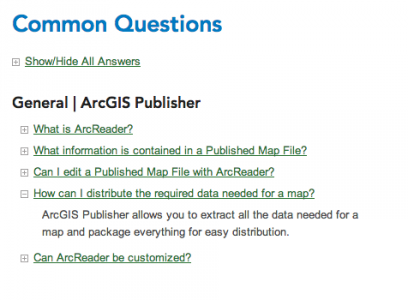 Common Questions
Show/Hide All Answers
General | ArcGIS Publisher
What is ArcReader?
What information is contained in a Published Map File?
Can I edit a Published Map File with ArcReader?
How can I distribute the required data needed for a map?
ArcGIS Publisher allows you to extract all the data needed for a
map and package everything for easy distribution.
Can ArcReader be customized?